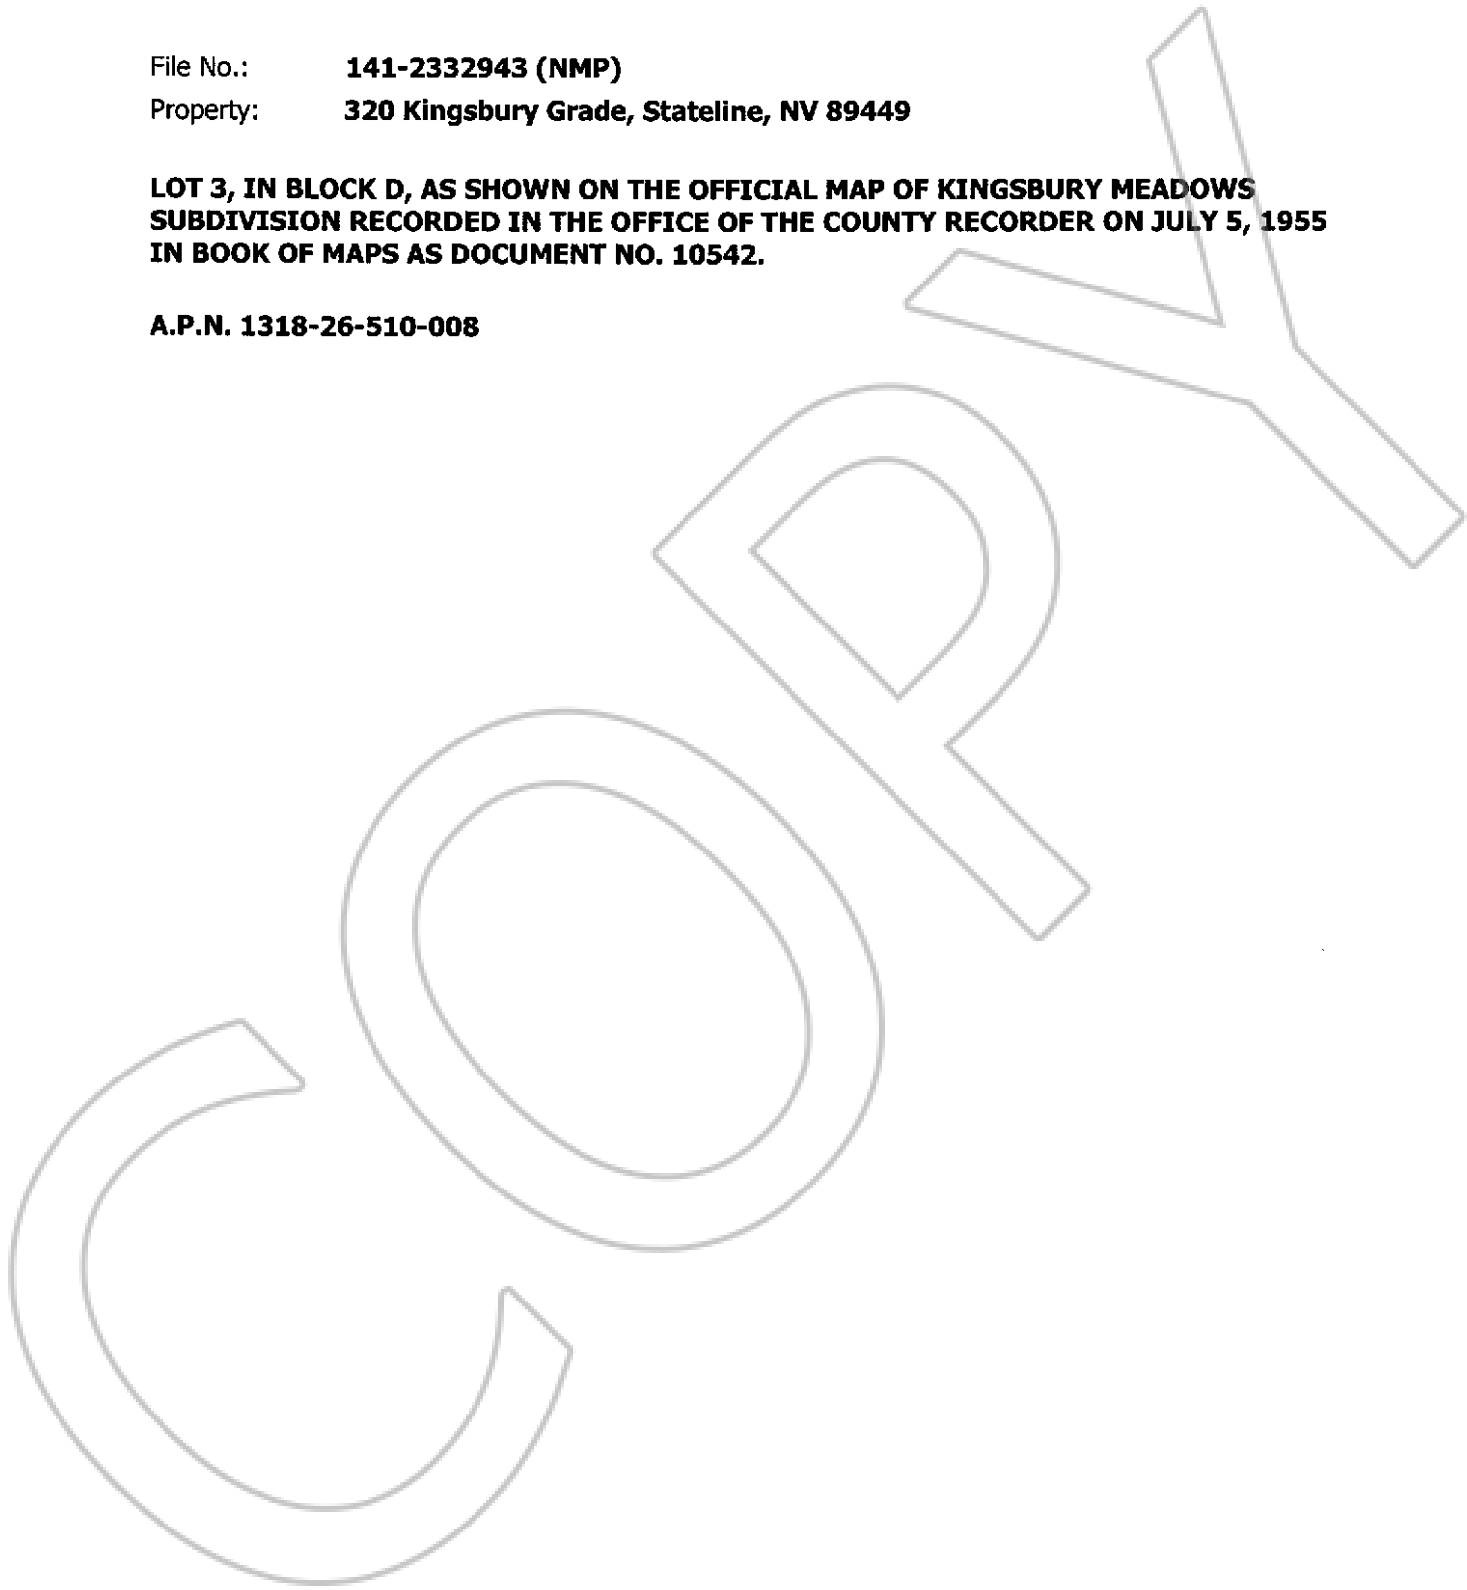 File No.: 141-2332943 (NMP)
Property: 320 Kingsbury Grade, Stateline, NV 89449
LOT 3, IN BLOCK D, AS SHOWN ON THE OFFICIAL MAP OF KINGSBURY MEADOWS
SUBDIVISION RECORDED IN THE OFFICE OF THE COUNTY RECORDER ON JULY 5, 1955
IN BOOK OF MAPS AS DOCUMENT NO. 10542.
A.P.N. 1318-26-510-008
COPY